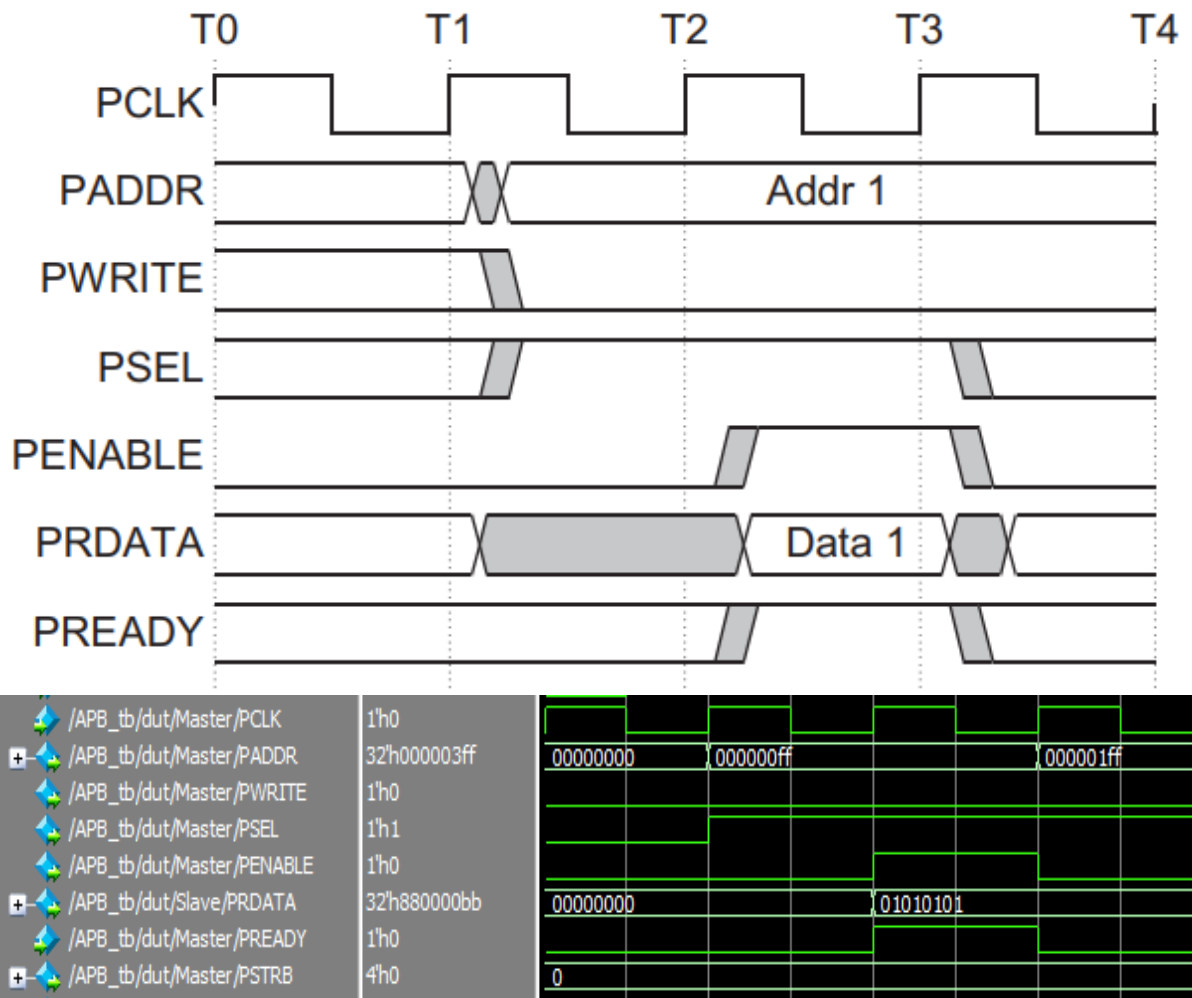 T0 T1 T2 T3 T4
PCLK
PADDR Addr 1
PWRITE
PSEL
PENABLE
PRDATA Data 1
PREADY
/APB_tb/dut/Master/PCLK 1'h0
/APB_tb/dut/Master/PADDR 32'h000003ff 00000000 000000ff 000001ff
/APB_tb/dut/Master/PWRITE 1'h0
/APB_tb/dut/Master/PSEL 1'h1
/APB_tb/dut/Master/PENABLE 1'h0
/APB_tb/dut/Slave/PRDATA 32'h880000bb 00000000 01010101
/APB_tb/dut/Master/PREADY 1'h0
/APB_tb/dut/Master/PSTRB 4'h0 0